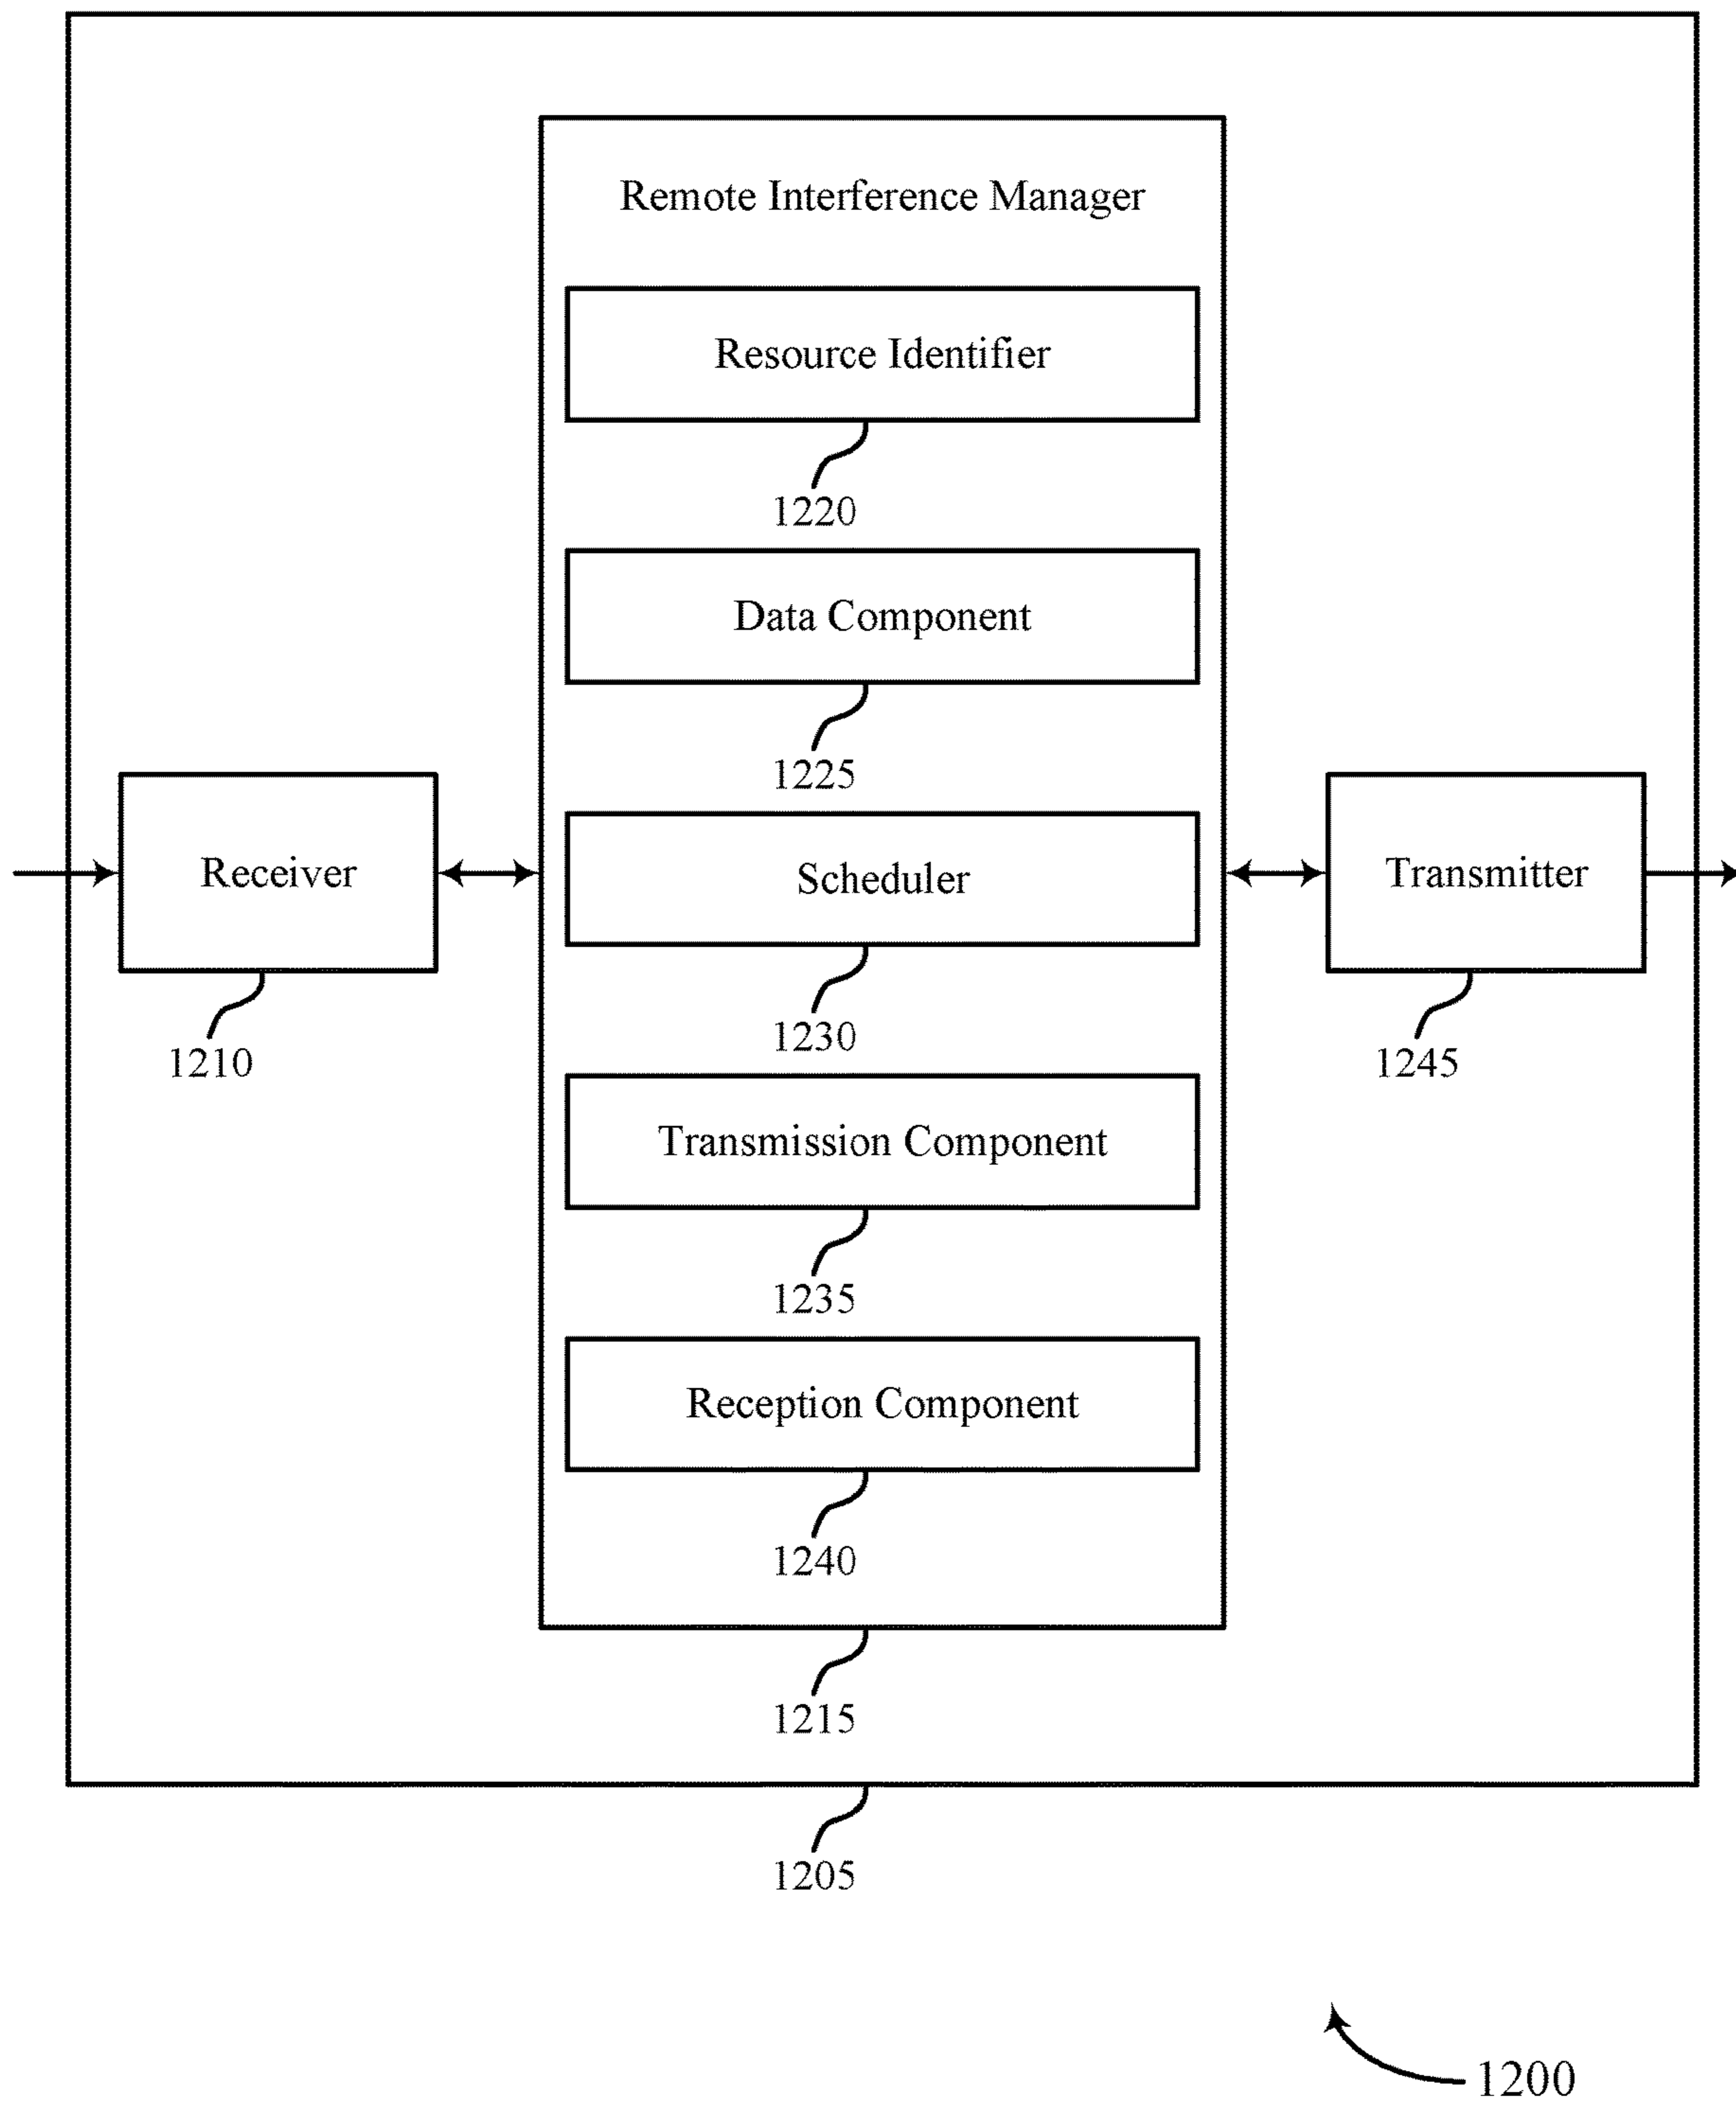 Remote Interference Manager
Resource Identifier
1220
Data Component
1225
Receiver
1210
Scheduler
1230
Transmitter
1245
Transmission Component
1235
Reception Component
1240
1215
1205
1200